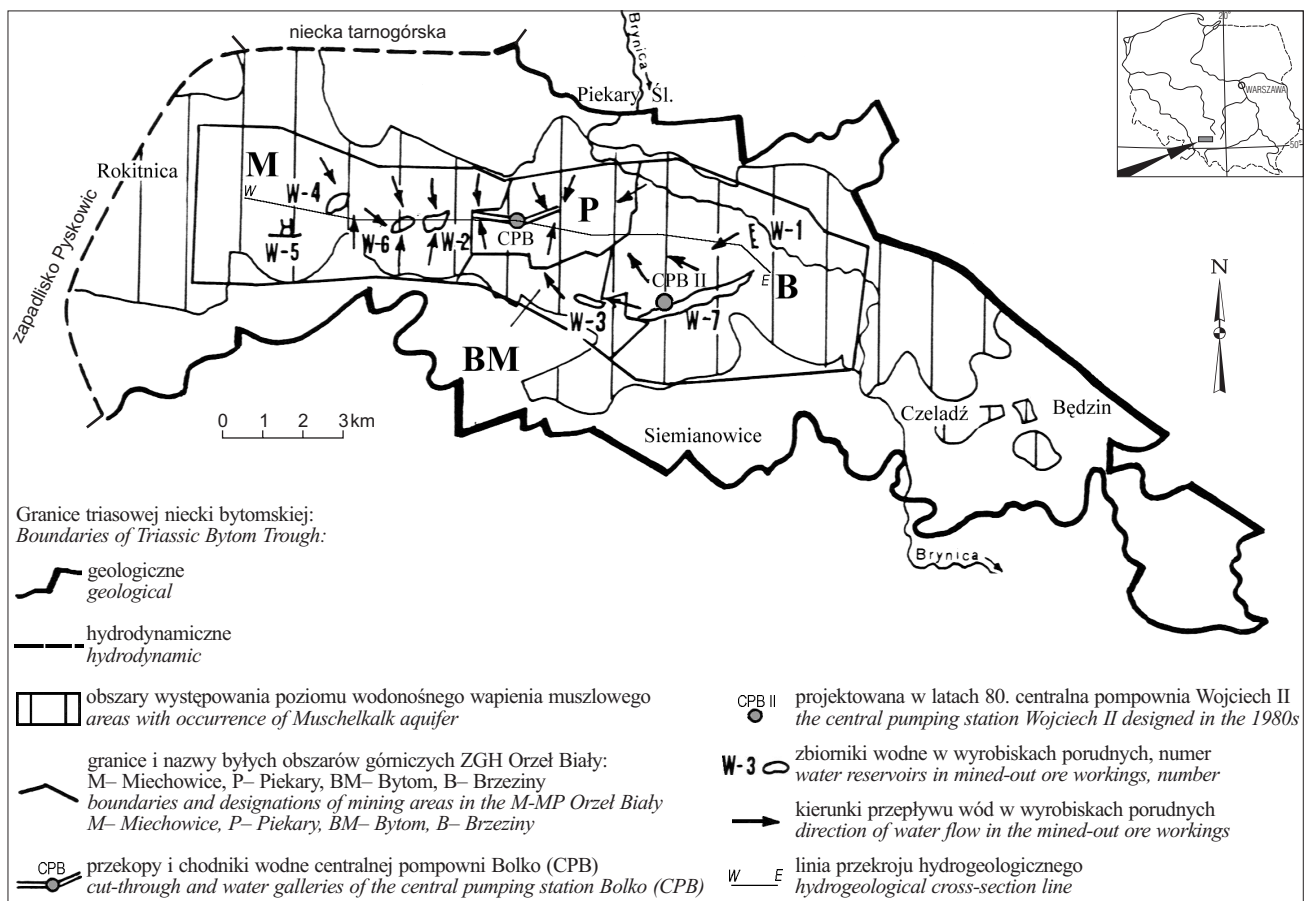 niecka tarnogórska
Brynica
Piekary Śl.
20°
WARSZAWA
50°
Rokitnica
zapadlisko Pyskowic
M
W
W-4
W-5
W-6
W-2
CPB
P
W-1
E
B
CPB II
W-3
W-7
BM
N
0 1 2 3 km
Siemianowice
Czeladź
Będzin
Brynica
Granice triasowej niecki bytomskiej:
Boundaries of Triassic Bytom Trough:
geologiczne
geological
hydrodynamiczne
hydrodynamic
obszary występowania poziomu wodonośnego wapienia muszlowego
areas with occurrence of Muschelkalk aquifer
granice i nazwy byłych obszarów górniczych ZGH Orzeł Biały:
M– Miechowice, P– Piekary, BM– Bytom, B– Brzeziny
boundaries and designations of mining areas in the M-MP Orzeł Biały
M– Miechowice, P– Piekary, BM– Bytom, B– Brzeziny
CPB
przekopy i chodniki wodne centralnej pompowni Bolko (CPB)
cut-through and water galleries of the central pumping station Bolko (CPB)
CPB II
projektowana w latach 80. centralna pompownia Wojciech II
the central pumping station Wojciech II designed in the 1980s
W-3
zbiorniki wodne w wyrobiskach porudnych, numer
water reservoirs in mined-out ore workings, number
kierunki przepływu wód w wyrobiskach porudnych
direction of water flow in the mined-out ore workings
W E
linia przekroju hydrogeologicznego
hydrogeological cross-section line